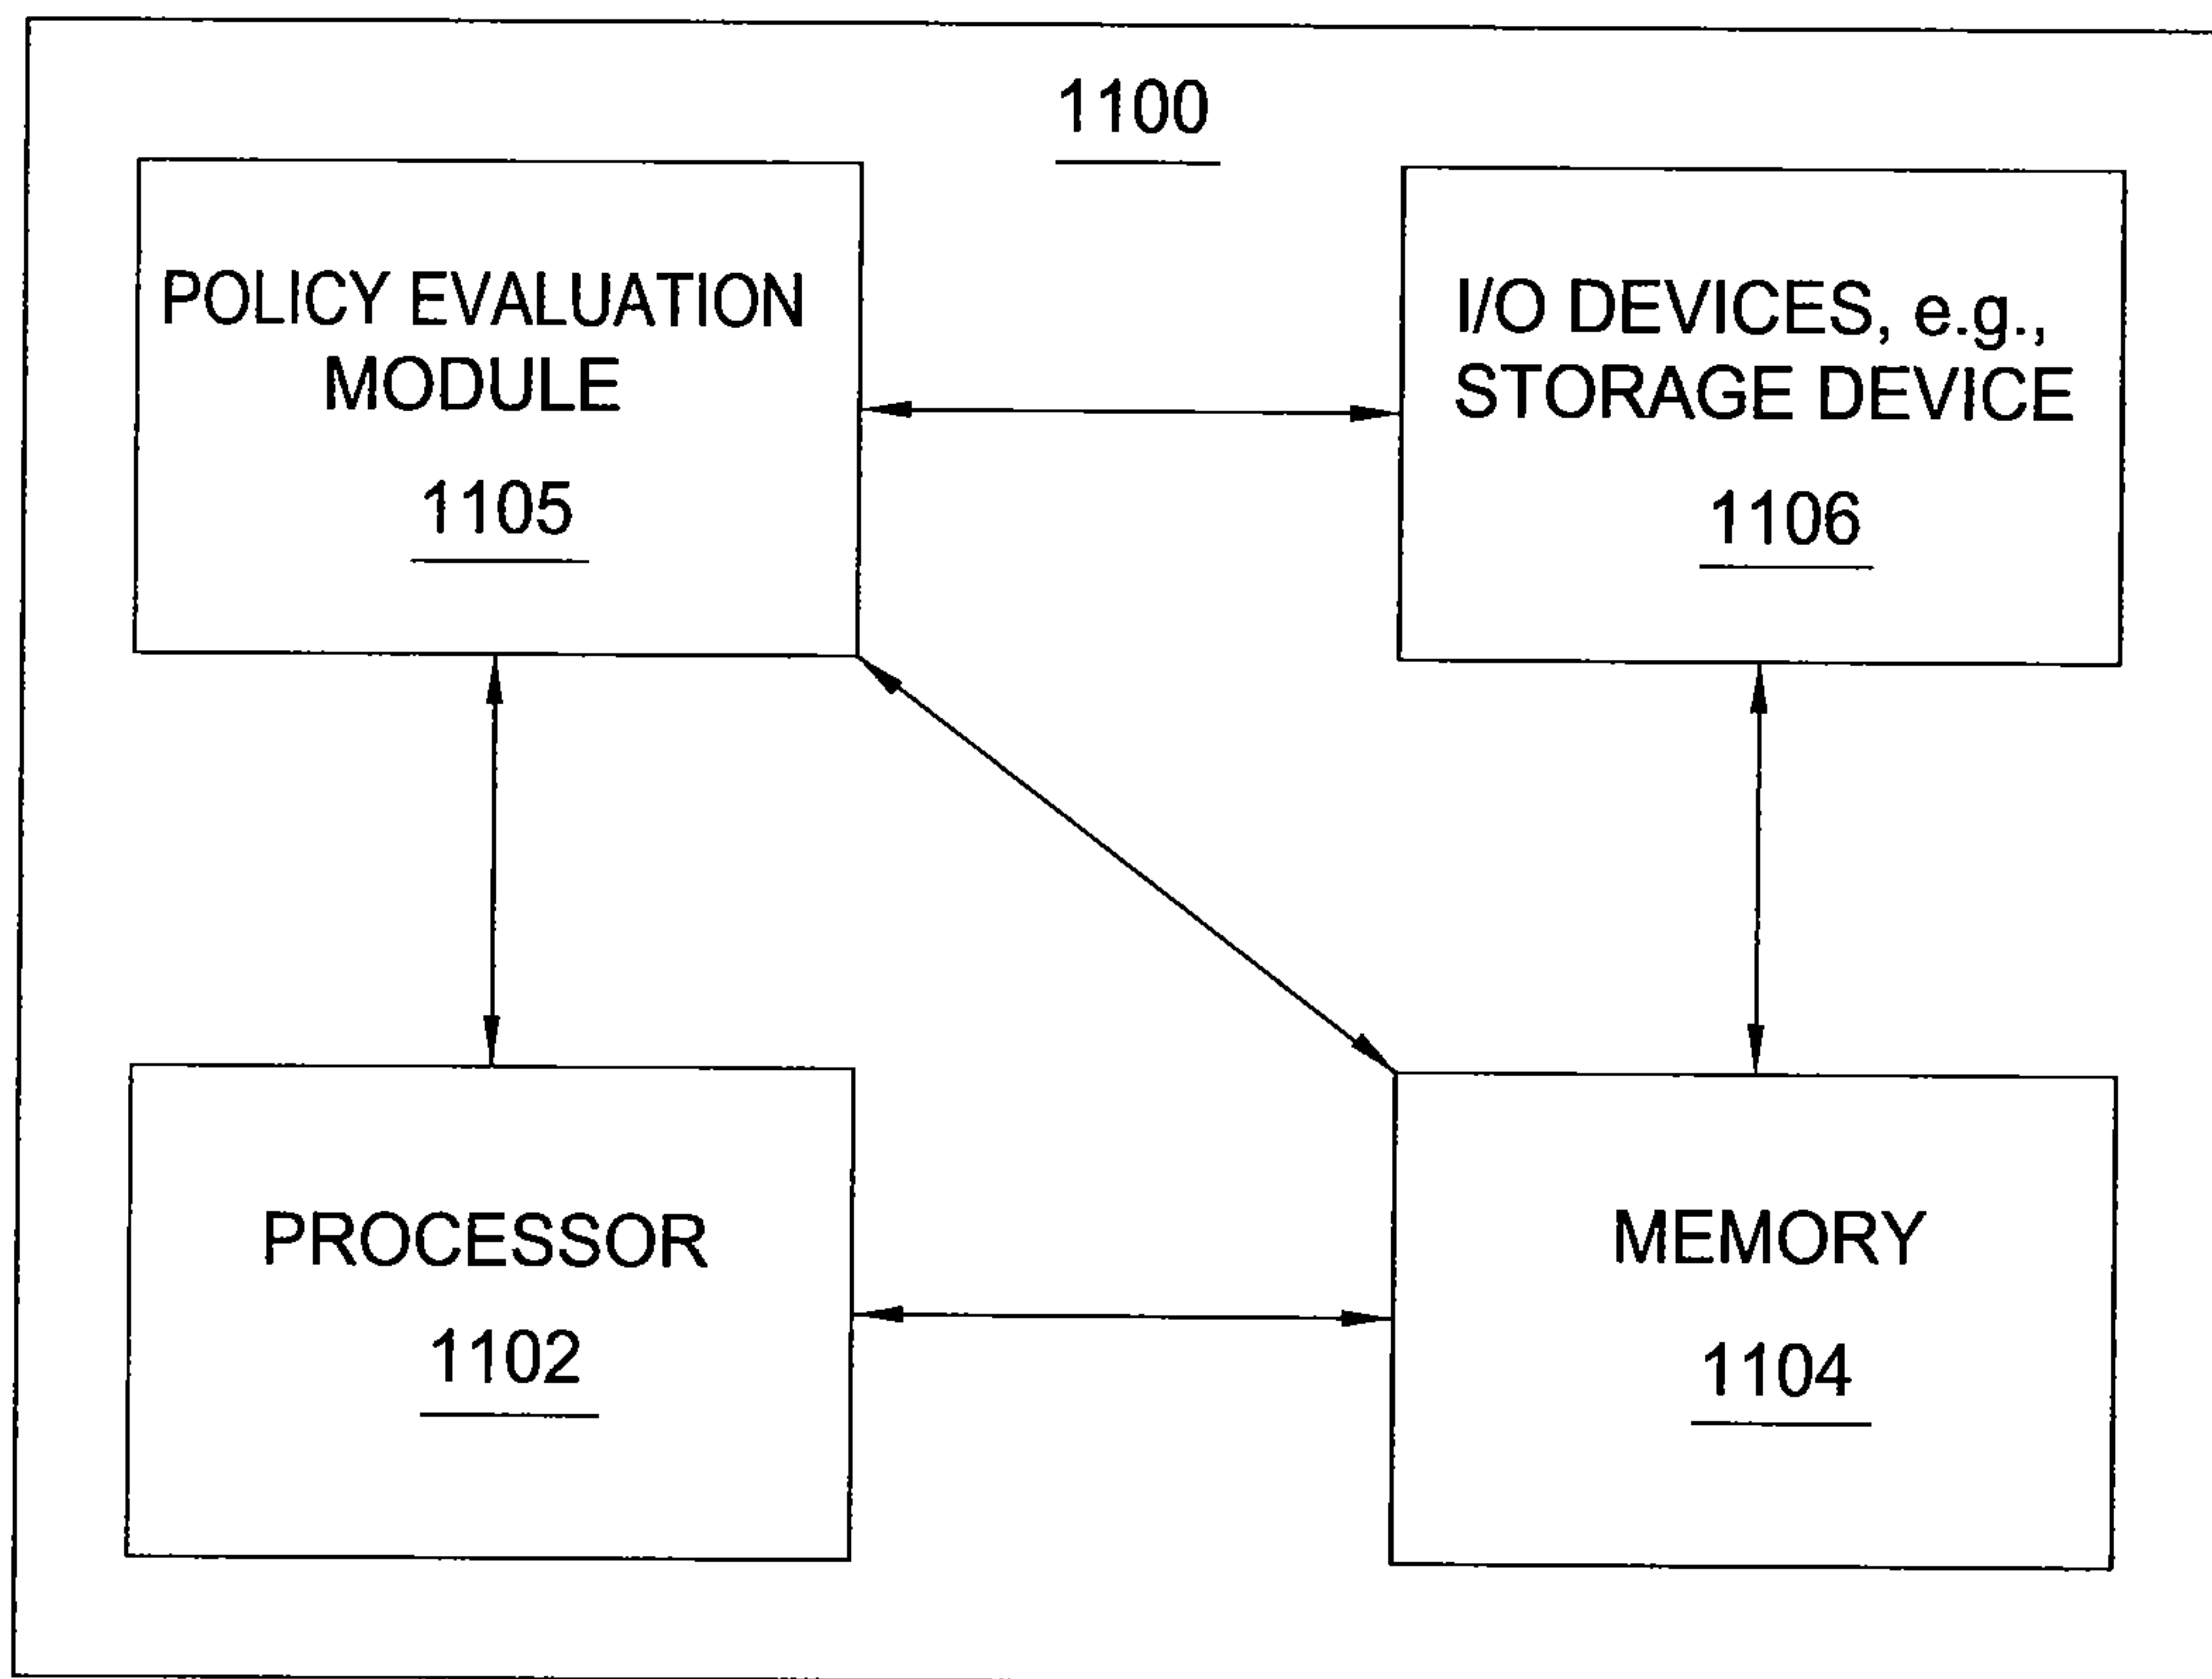 1100
POLICY EVALUATION
MODULE
1105
I/O DEVICES, e.g.,
STORAGE DEVICE
1106
PROCESSOR
1102
MEMORY
1104